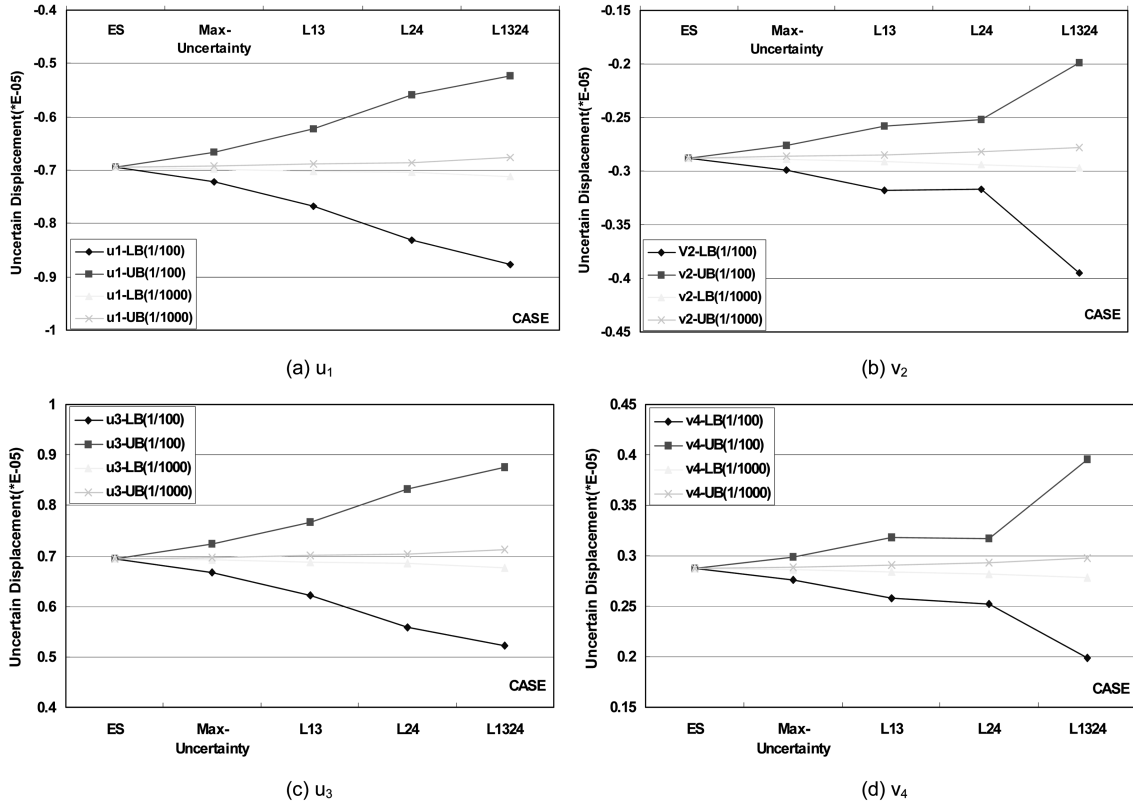 -0.4
-0.5
-0.6
-0.7
-0.8
-0.9
-1
Uncertain Displacement(*E-05)
ES Max-Uncertainty L13 L24 L1324
u1-LB(1/100)
u1-UB(1/100)
u1-LB(1/1000)
u1-UB(1/1000)
CASE
(a) u₁
-0.15
-0.2
-0.25
-0.3
-0.35
-0.4
-0.45
Uncertain Displacement(*E-05)
ES Max-Uncertainty L13 L24 L1324
V2-LB(1/100)
v2-UB(1/100)
v2-LB(1/1000)
v2-UB(1/1000)
CASE
(b) v₂
1
0.9
0.8
0.7
0.6
0.5
0.4
Uncertain Displacement(*E-05)
u3-LB(1/100)
u3-UB(1/100)
u3-LB(1/1000)
u3-UB(1/1000)
CASE
ES Max-Uncertainty L13 L24 L1324
(c) u₃
0.45
0.4
0.35
0.3
0.25
0.2
0.15
Uncertain Displacement(*E-05)
v4-LB(1/100)
v4-UB(1/100)
v4-LB(1/1000)
v4-UB(1/1000)
CASE
ES Max-Uncertainty L13 L24 L1324
(d) v₄